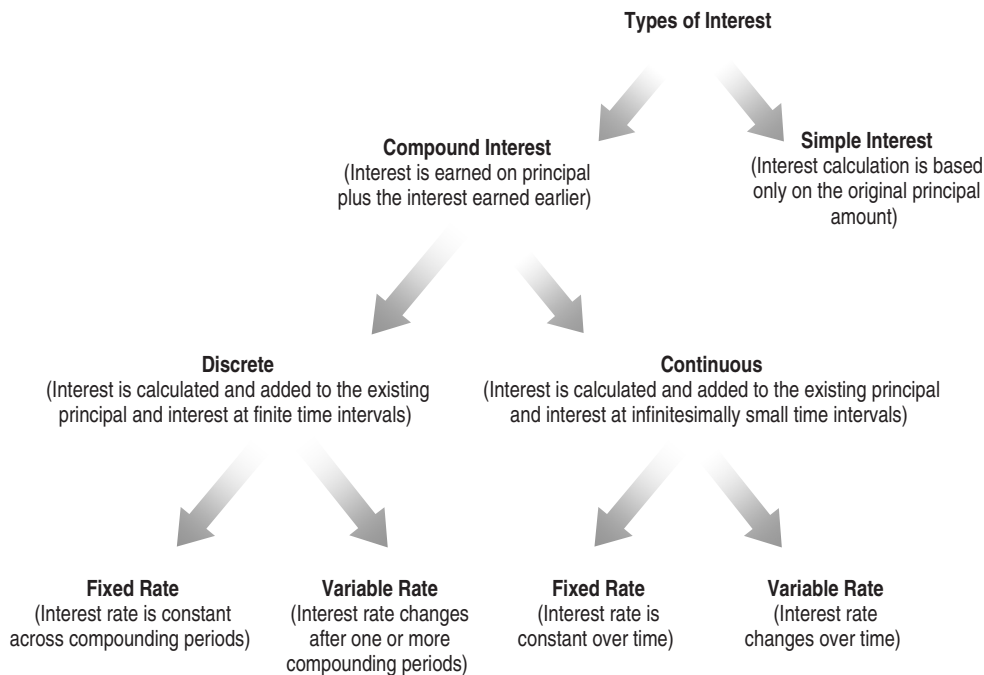 Types of Interest
Compound Interest
(Interest is earned on principal
plus the interest earned earlier)
Simple Interest
(Interest calculation is based
only on the original principal
amount)
Discrete
(Interest is calculated and added to the existing
principal and interest at finite time intervals)
Continuous
(Interest is calculated and added to the existing principal
and interest at infinitesimally small time intervals)
Fixed Rate
(Interest rate is constant
across compounding periods)
Variable Rate
(Interest rate changes
after one or more
compounding periods)
Fixed Rate
(Interest rate is
constant over time)
Variable Rate
(Interest rate
changes over time)